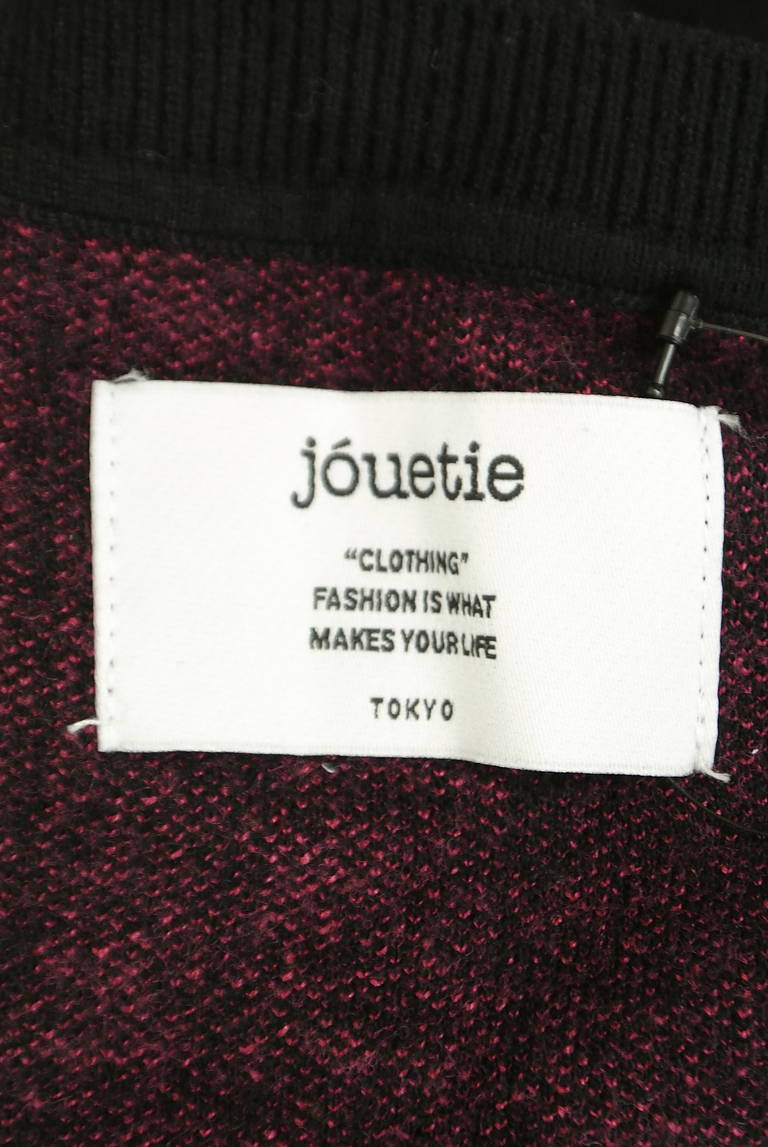 jóuetie
“CLOTHING”
FASHION IS WHAT
MAKES YOUR LIFE
TOKYO